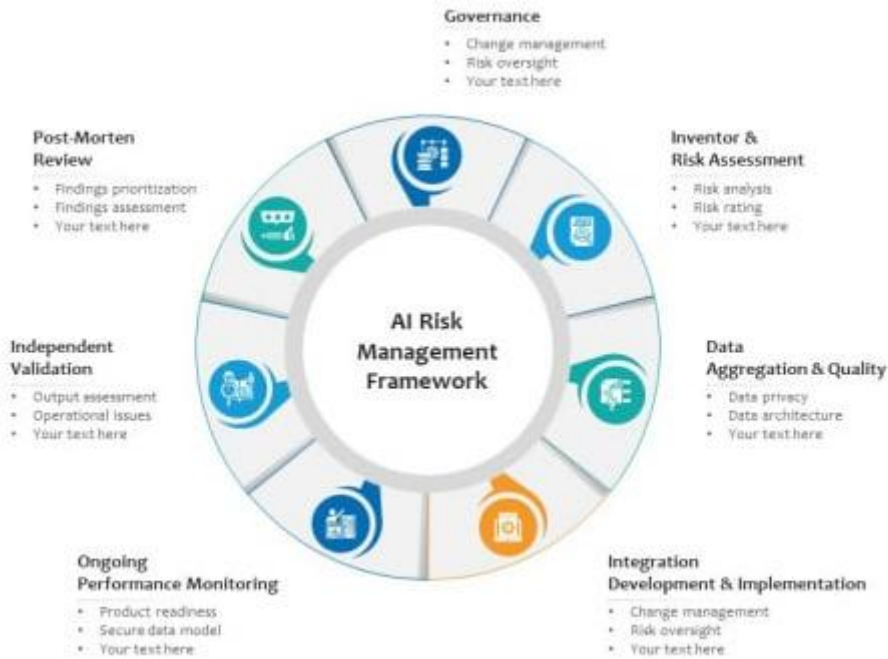 Governance
• Change management
• Risk oversight
• Your text here
Post-Morten
Review
• Findings prioritization
• Findings assessment
• Your text here
Inventor &
Risk Assessment
• Risk analysis
• Risk rating
• Your text here
AI Risk
Management
Framework
Independent
Validation
• Output assessment
• Operational issues
• Your text here
Data
Aggregation & Quality
• Data privacy
• Data architecture
• Your text here
Ongoing
Performance Monitoring
• Product readiness
• Secure data model
• Your text here
Integration
Development & Implementation
• Change management
• Risk oversight
• Your text here